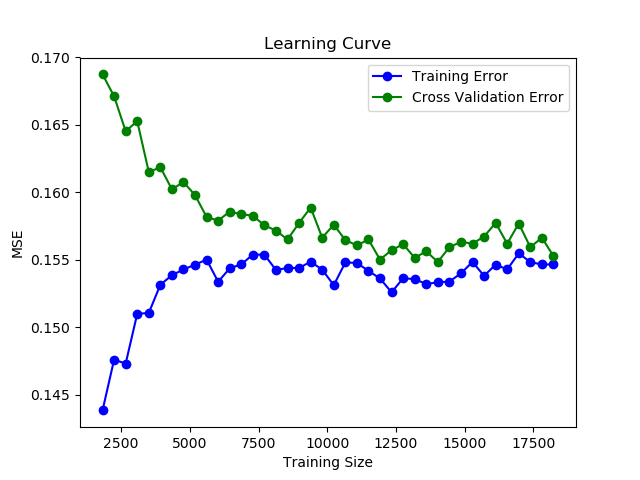 Learning Curve
Training Error
Cross Validation Error
0.170
0.165
0.160
0.155
0.150
0.145
MSE
2500 5000 7500 10000 12500 15000 17500
Training Size